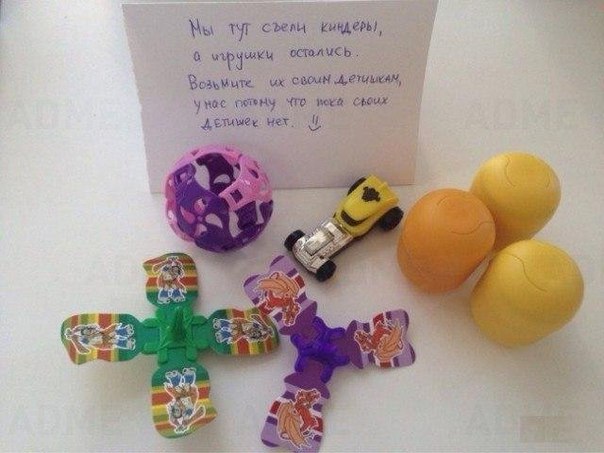 Мы тут съели киндеры,
а игрушки остались.
Возьмите их своим детишкам,
у нас потому что пока своих
детишек нет. :)